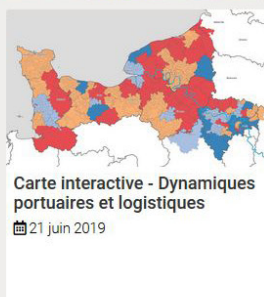 Carte interactive - Dynamiques
portuaires et logistiques
21 juin 2019